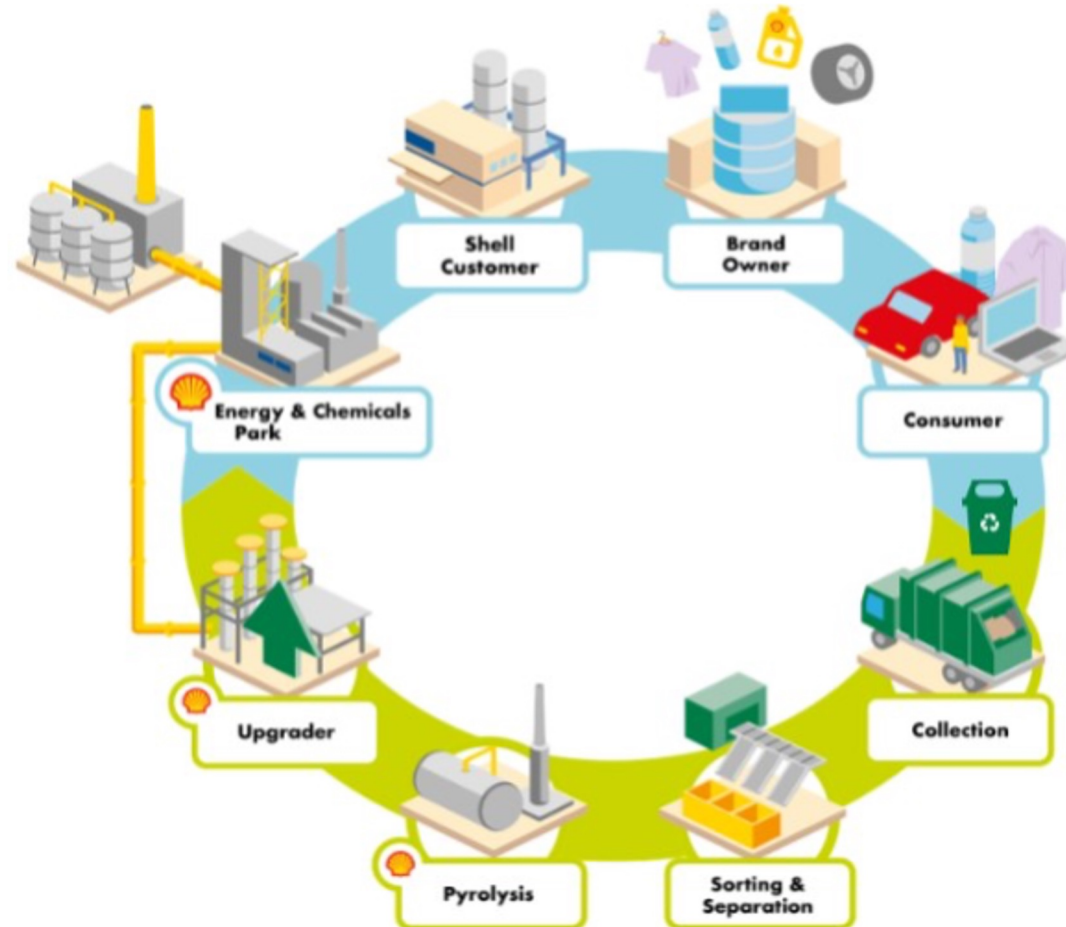 Shell
Customer
Brand
Owner
Energy & Chemicals
Park
Consumer
Upgrader
Collection
Pyrolysis
Sorting &
Separation